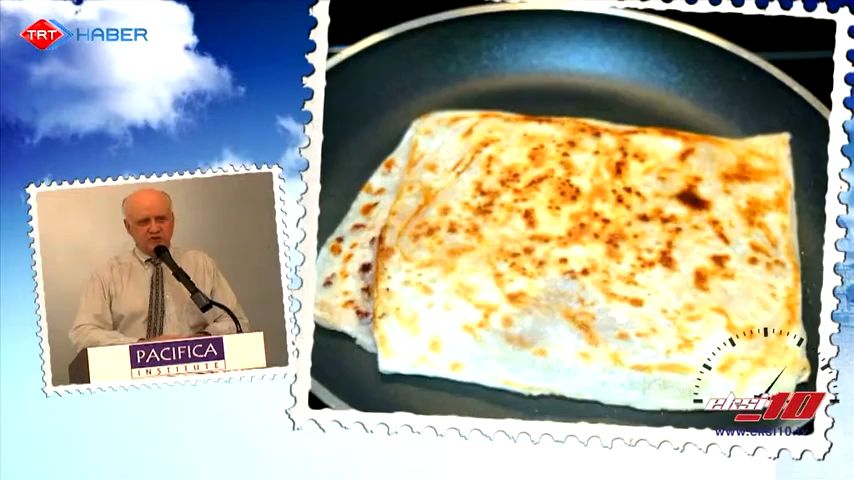 TRT HABER
PACIFICA
INSTITUTE
eksi10
www.eksi10.tv